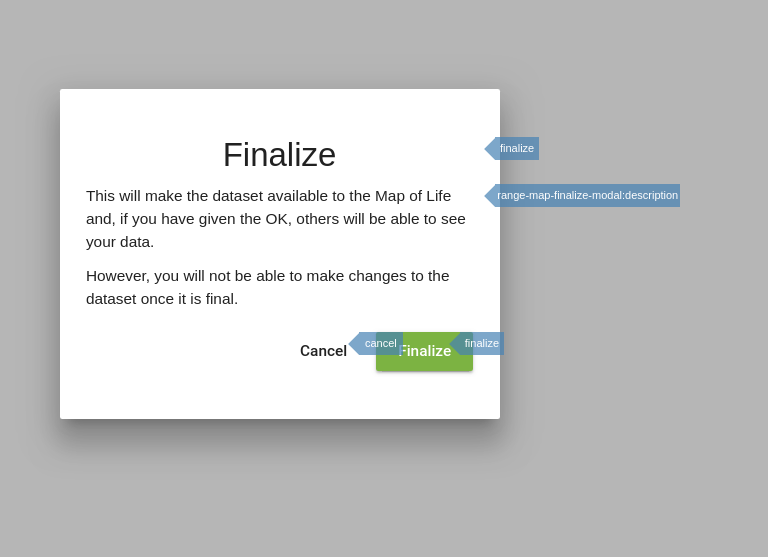 Finalize
finalize
This will make the dataset available to the Map of Life
range-map-finalize-modal:description
and, if you have given the OK, others will be able to see
your data.
However, you will not be able to make changes to the
dataset once it is final.
Cancel
cancel
Finalize
finalize